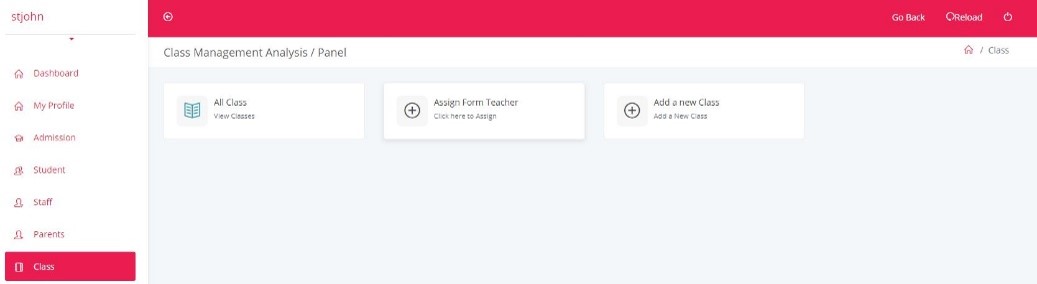 stjohn
Go Back
Reload
Class Management Analysis / Panel
/ Class
Dashboard
My Profile
Admission
Student
Staff
Parents
Class
All Class
View Classes
Assign Form Teacher
Click here to Assign
Add a new Class
Add a New Class